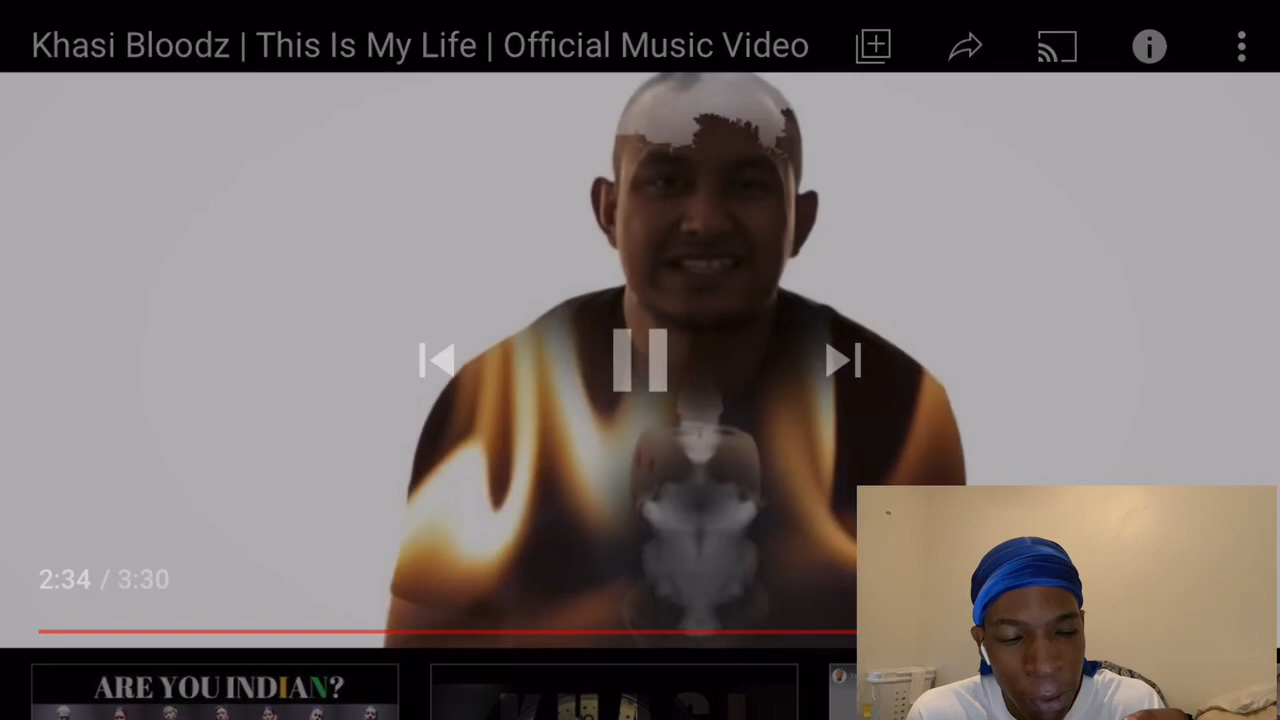 Khasi Bloodz | This Is My Life | Official Music Video
2:34 / 3:30
ARE YOU INDIAN?